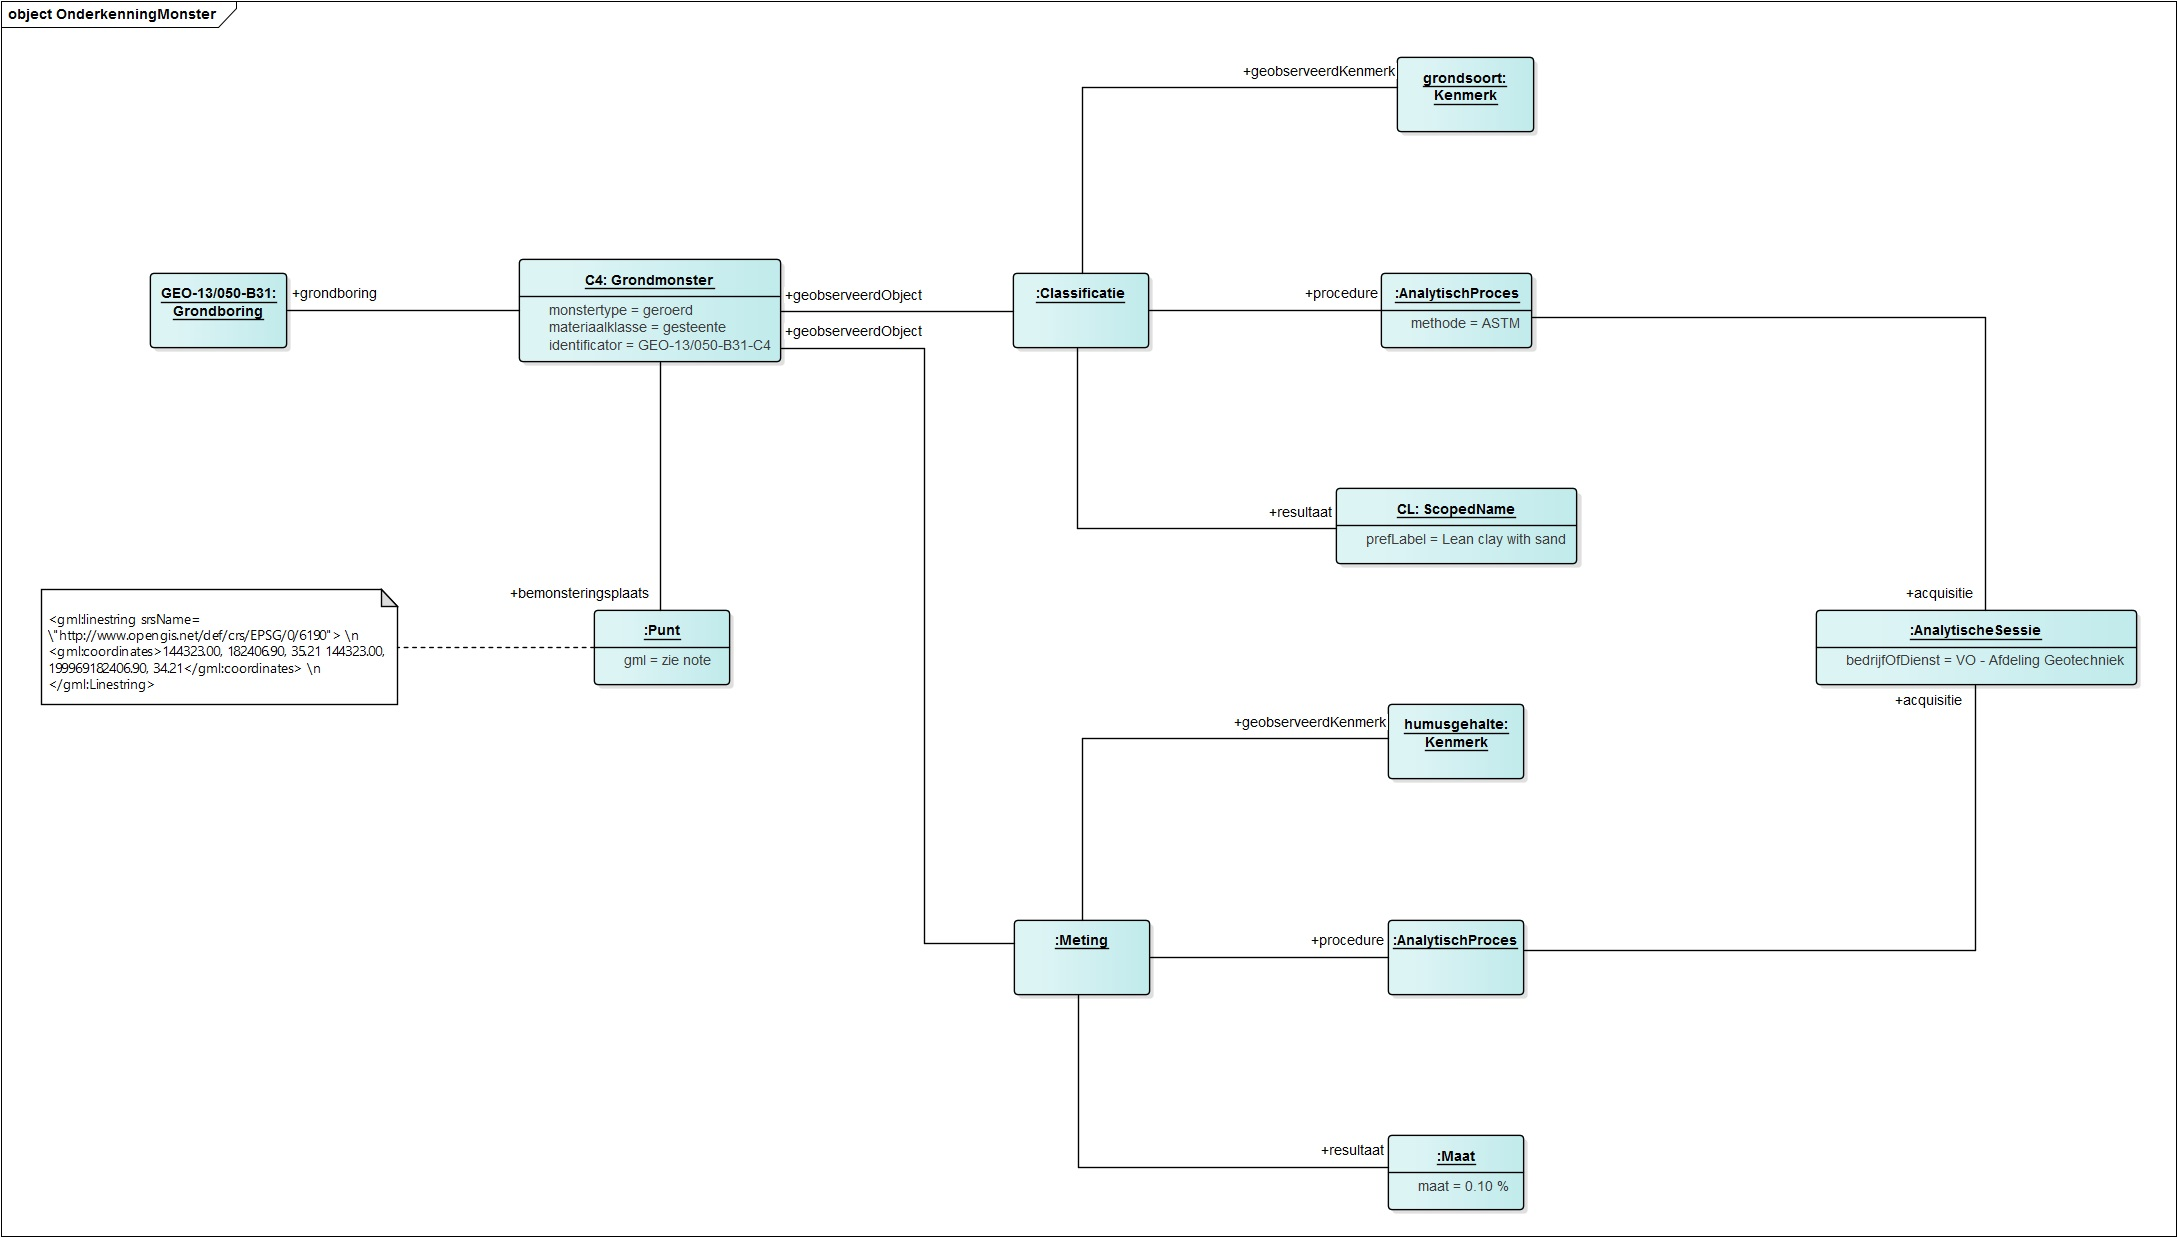 object OnderkenningMonster
+geobserveerdKenmerk
grondsoort:
Kenmerk
GEO-13/050-B31:
Grondboring
+grondboring
C4: Grondmonster
monstertype = geroerd
materiaalklasse = gesteente
identificator = GEO-13/050-B31-C4
+geobserveerdObject
+geobserveerdObject
:Classificatie
+procedure
:AnalytischProces
methode = ASTM
+resultaat
CL: ScopedName
prefLabel = Lean clay with sand
<gml:linestring srsName=
\"http://www.opengis.net/def/crs/EPSG/0/6190"> \n
<gml:coordinates>144323.00, 182406.90, 35.21 144323.00,
199969182406.90, 34.21</gml:coordinates> \n
</gml:Linestring>
+bemonsteringsplaats
:Punt
gml = zie note
+acquisitie
:AnalytischeSessie
bedrijfOfDienst = VO - Afdeling Geotechniek
+acquisitie
+geobserveerdKenmerk
humusgehalte:
Kenmerk
:Meting
+procedure
:AnalytischProces
+resultaat
:Maat
maat = 0.10 %